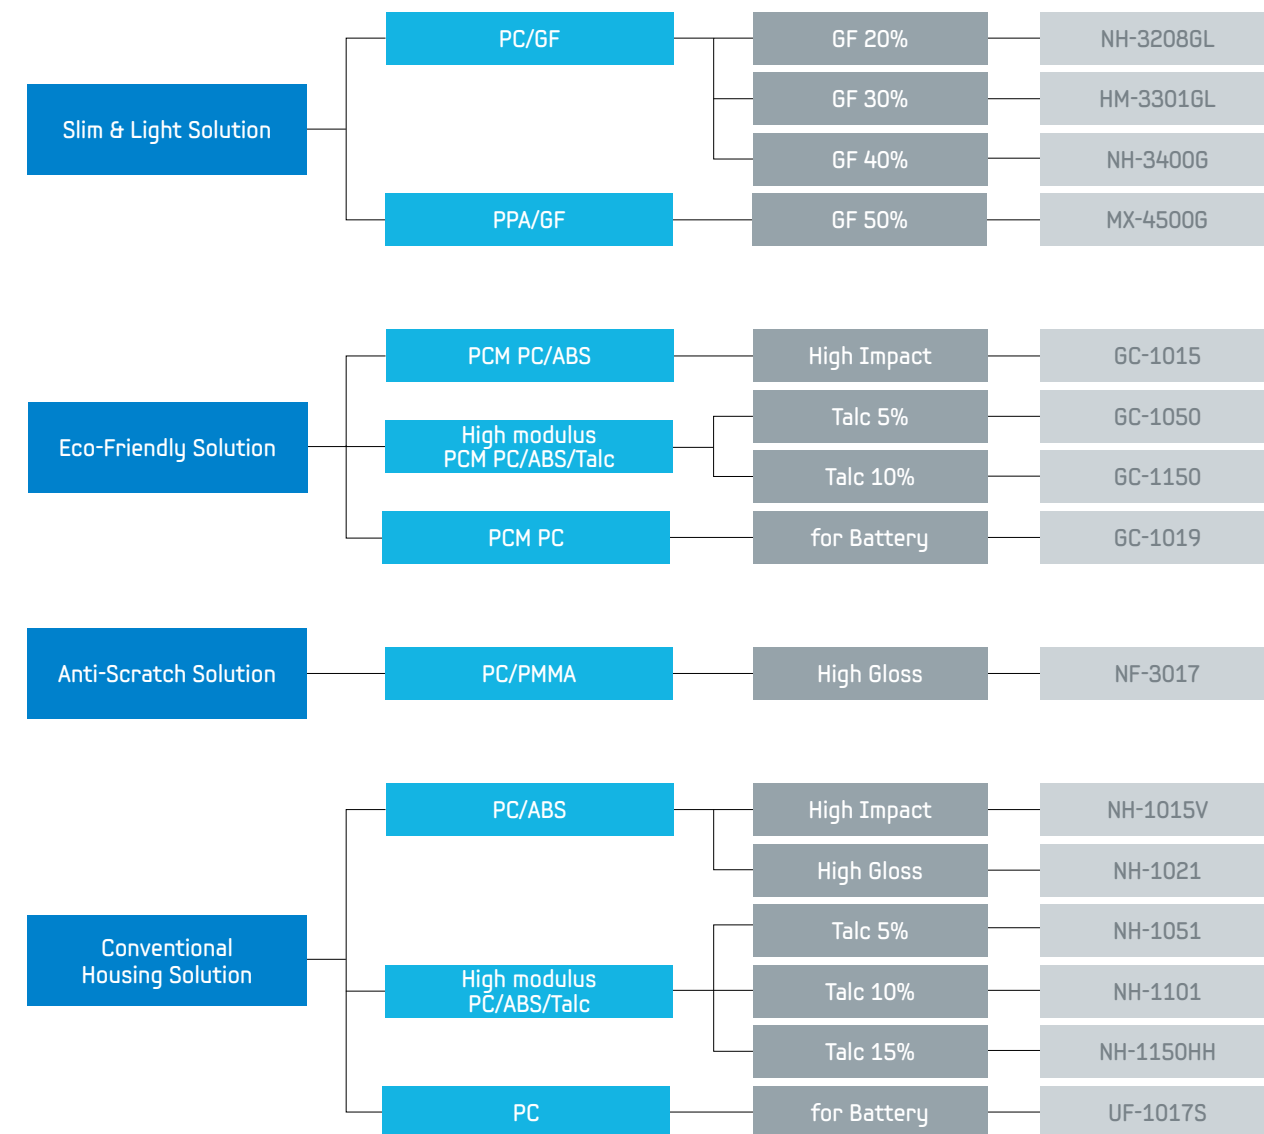 Slim & Light Solution
PC/GF
GF 20%
NH-3208GL
GF 30%
HM-3301GL
GF 40%
NH-3400G
PPA/GF
GF 50%
MX-4500G
Eco-Friendly Solution
PCM PC/ABS
High Impact
GC-1015
High modulus
PCM PC/ABS/Talc
Talc 5%
GC-1050
Talc 10%
GC-1150
PCM PC
for Battery
GC-1019
Anti-Scratch Solution
PC/PMMA
High Gloss
NF-3017
Conventional
Housing Solution
PC/ABS
High Impact
NH-1015V
High Gloss
NH-1021
High modulus
PC/ABS/Talc
Talc 5%
NH-1051
Talc 10%
NH-1101
Talc 15%
NH-1150HH
PC
for Battery
UF-1017S